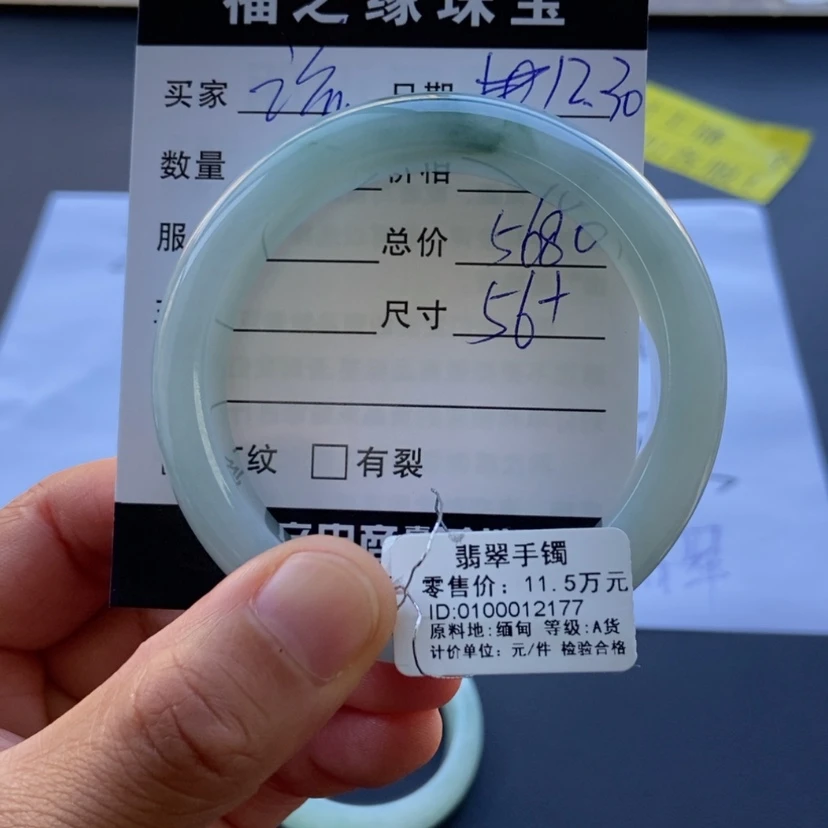 福之缘珠宝
买家 日期 12.30
数量 价格
服 总价 5680
尺寸 56+
纹 □有裂
翡翠手镯
零售价：11.5万元
ID:0100012177
原料地:缅甸 等级:A货
计价单位：元/件 检验合格